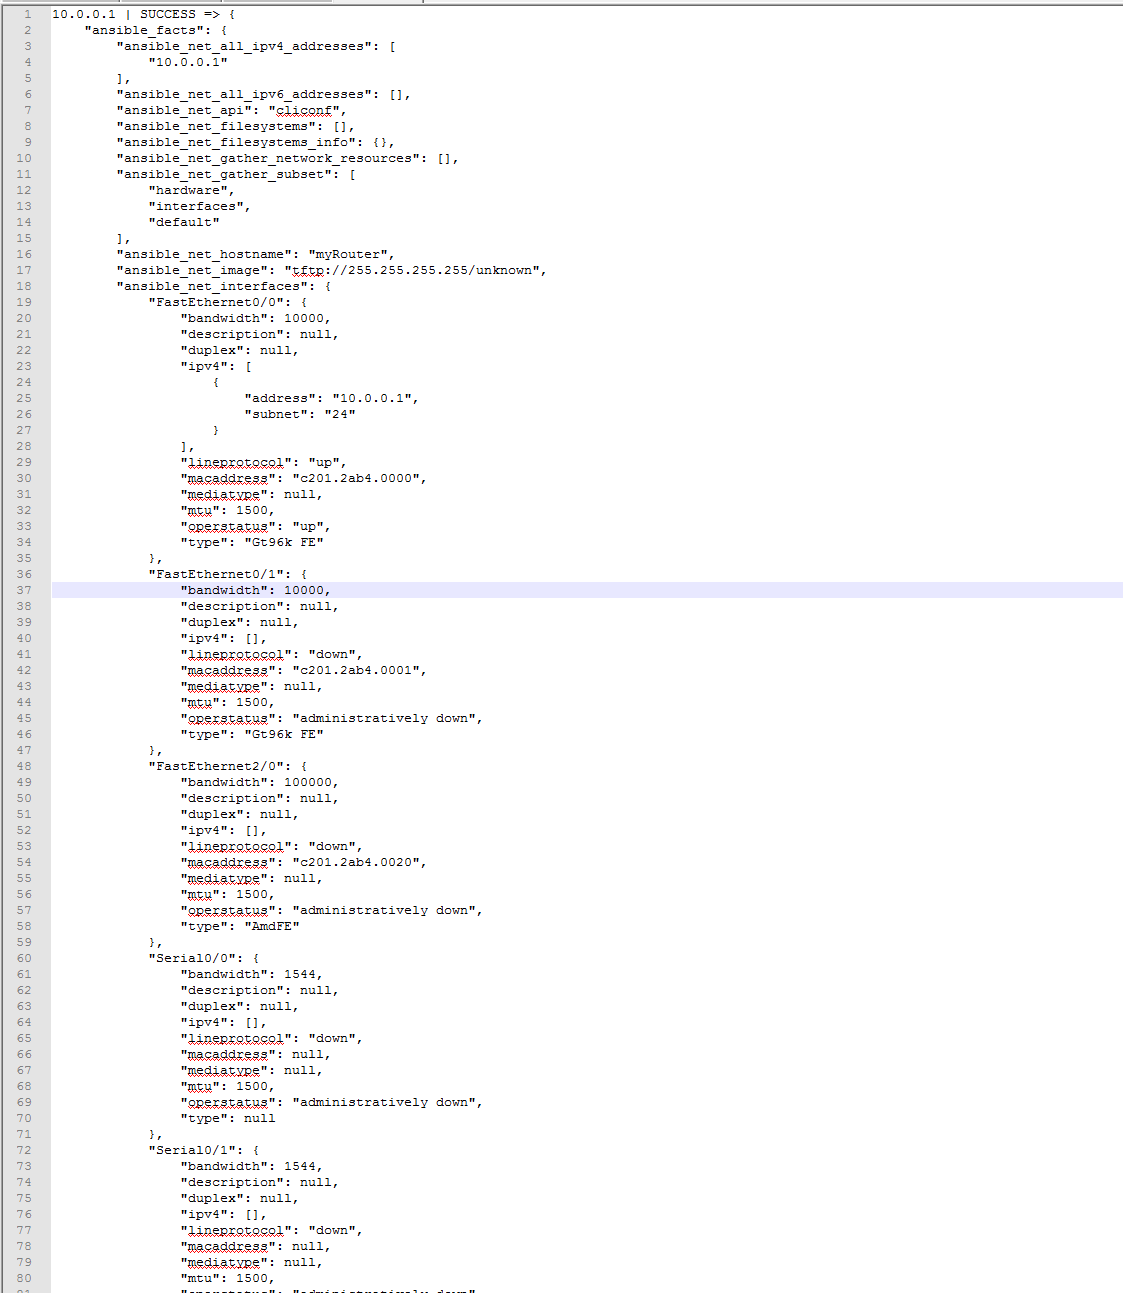 1 10.0.0.1 | SUCCESS => {
2 "ansible_facts": {
3 "ansible_net_all_ipv4_addresses": [
4 "10.0.0.1"
5 ],
6 "ansible_net_all_ipv6_addresses": [],
7 "ansible_net_api": "cliconf",
8 "ansible_net_filesystems": [],
9 "ansible_net_filesystems_info": {},
10 "ansible_net_gather_network_resources": [],
11 "ansible_net_gather_subset": [
12 "hardware",
13 "interfaces",
14 "default"
15 ],
16 "ansible_net_hostname": "myRouter",
17 "ansible_net_image": "tftp://255.255.255.255/unknown",
18 "ansible_net_interfaces": {
19 "FastEthernet0/0": {
20 "bandwidth": 10000,
21 "description": null,
22 "duplex": null,
23 "ipv4": [
24 {
25 "address": "10.0.0.1",
26 "subnet": "24"
27 }
28 ],
29 "lineprotocol": "up",
30 "macaddress": "c201.2ab4.0000",
31 "mediatype": null,
32 "mtu": 1500,
33 "operstatus": "up",
34 "type": "Gt96k FE"
35 },
36 "FastEthernet0/1": {
37 "bandwidth": 10000,
38 "description": null,
39 "duplex": null,
40 "ipv4": [],
41 "lineprotocol": "down",
42 "macaddress": "c201.2ab4.0001",
43 "mediatype": null,
44 "mtu": 1500,
45 "operstatus": "administratively down",
46 "type": "Gt96k FE"
47 },
48 "FastEthernet2/0": {
49 "bandwidth": 100000,
50 "description": null,
51 "duplex": null,
52 "ipv4": [],
53 "lineprotocol": "down",
54 "macaddress": "c201.2ab4.0020",
55 "mediatype": null,
56 "mtu": 1500,
57 "operstatus": "administratively down",
58 "type": "AmdFE"
59 },
60 "Serial0/0": {
61 "bandwidth": 1544,
62 "description": null,
63 "duplex": null,
64 "ipv4": [],
65 "lineprotocol": "down",
66 "macaddress": null,
67 "mediatype": null,
68 "mtu": 1500,
69 "operstatus": "administratively down",
70 "type": null
71 },
72 "Serial0/1": {
73 "bandwidth": 1544,
74 "description": null,
75 "duplex": null,
76 "ipv4": [],
77 "lineprotocol": "down",
78 "macaddress": null,
79 "mediatype": null,
80 "mtu": 1500,